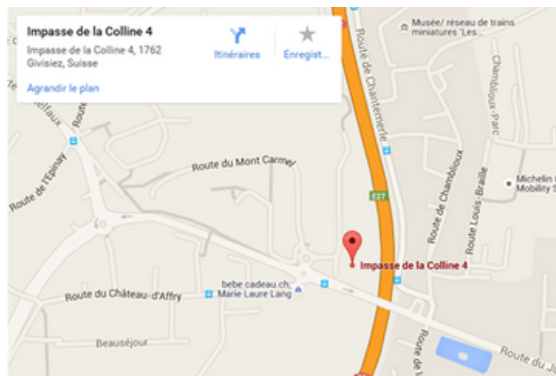 Impasse de la Colline 4
Impasse de la Colline 4, 1762
Givisiez, Suisse
Itinéraires
Enregist...
Agrandir le plan
Musée/ réseau de trains
miniatures "Les...
Route de Chantemerle
Chamblioux-Parc
Route de l'Epinay
Route du Mont Carmel
Route de Chamblioux
Route Louis-Braille
Michelin
Mobility S
E27
Impasse de la Colline 4
bebe cadeau.ch,
Marie Laure Lang
Route du Château-d'Affry
Beauséjour